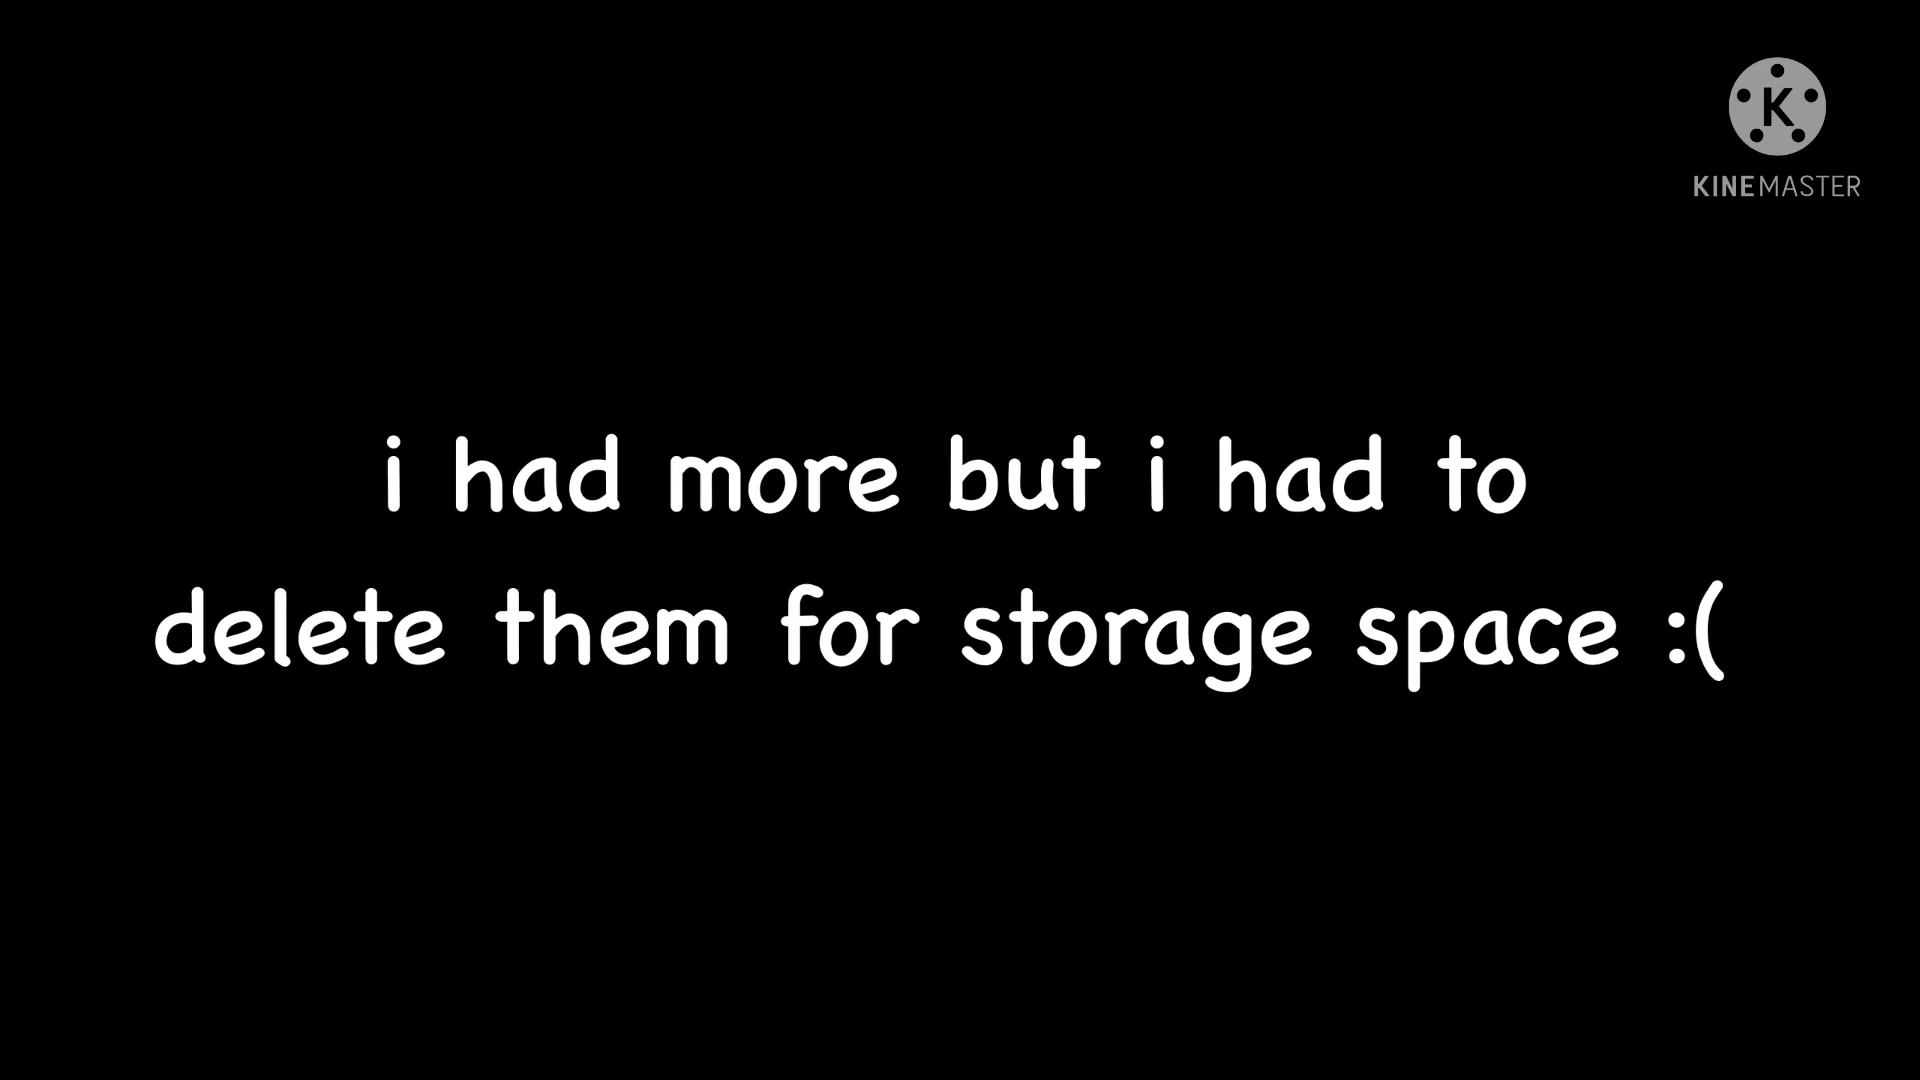 K
KINEMASTER
i had more but i had to
delete them for storage space :(